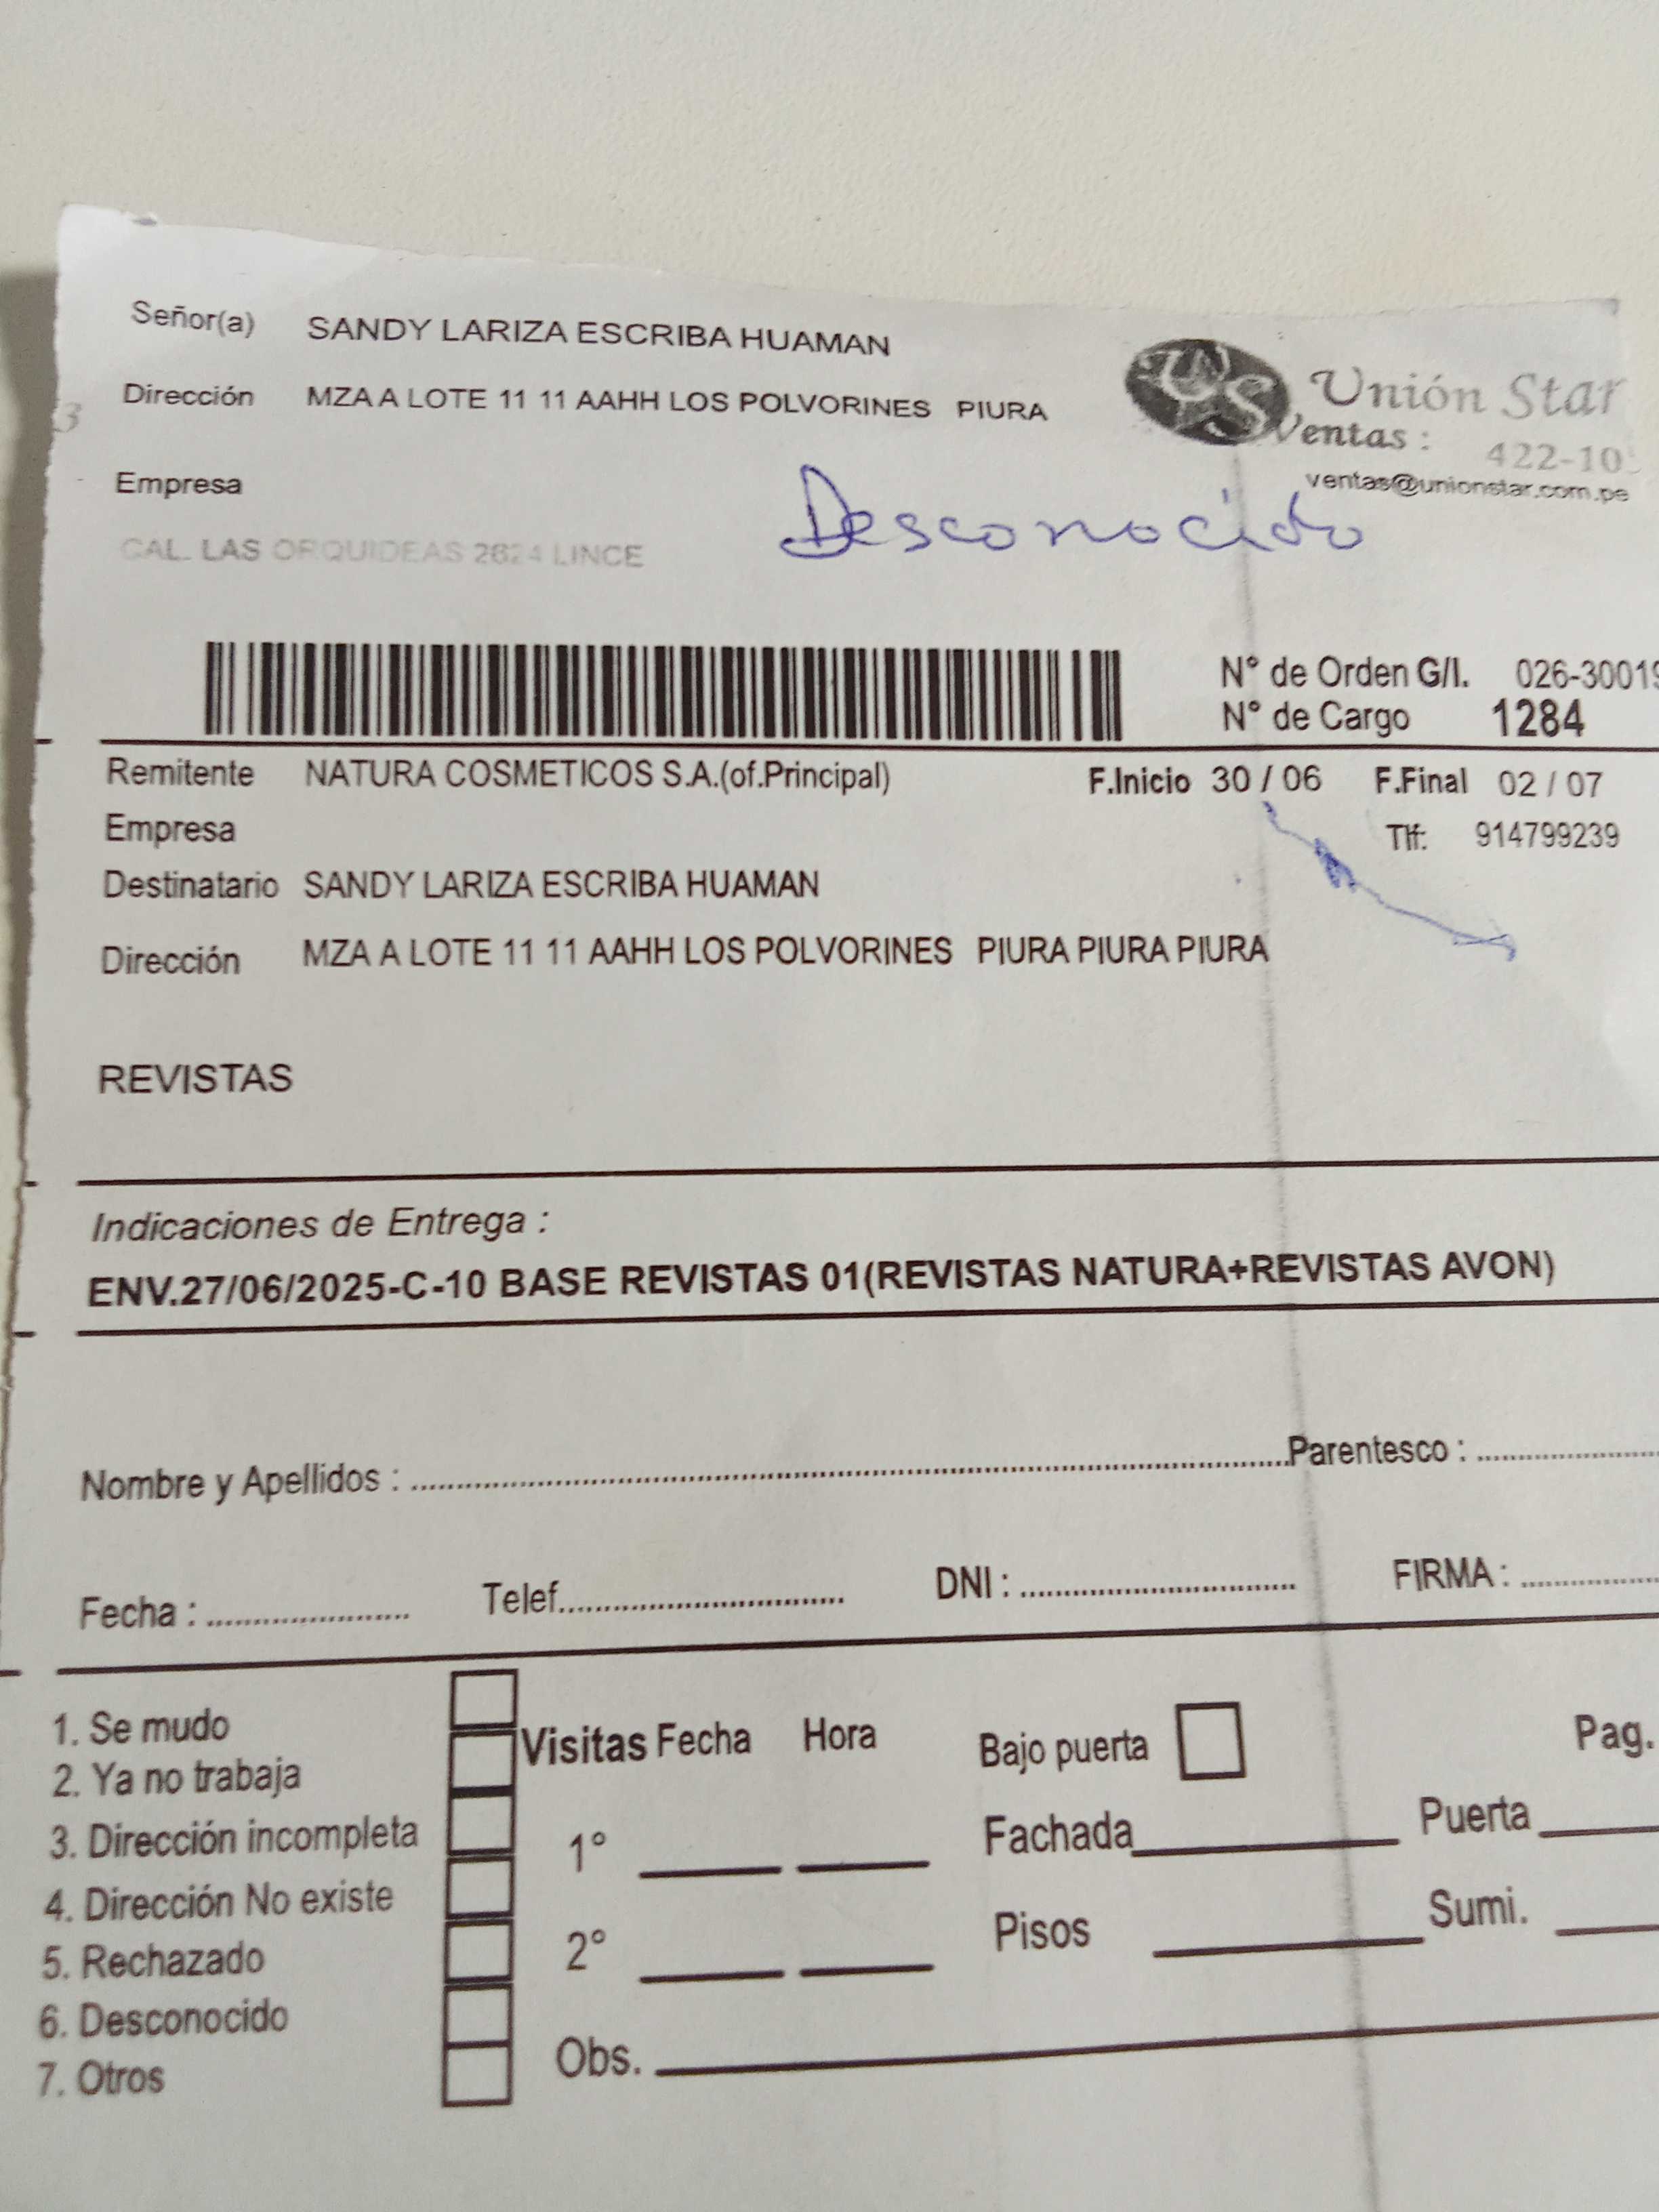 Señor(a) SANDY LARIZA ESCRIBA HUAMAN
Dirección MZA A LOTE 11 11 AAHH LOS POLVORINES PIURA
Unión Star
Ventas : 422-10
ventas@unionstar.com.pe
Empresa
Desconocido
CAL. LAS ORQUIDEAS 2624 LINCE
N° de Orden G/I. 026-30019
N° de Cargo 1284
Remitente NATURA COSMETICOS S.A.(of.Principal) F.Inicio 30 / 06 F.Final 02 / 07
Empresa Tlf: 914799239
Destinatario SANDY LARIZA ESCRIBA HUAMAN
Dirección MZA A LOTE 11 11 AAHH LOS POLVORINES PIURA PIURA PIURA
REVISTAS
Indicaciones de Entrega :
ENV.27/06/2025-C-10 BASE REVISTAS 01(REVISTAS NATURA+REVISTAS AVON)
Nombre y Apellidos : Parentesco :
Fecha : Telef. DNI : FIRMA :
1. Se mudo
2. Ya no trabaja
3. Dirección incompleta
4. Dirección No existe
5. Rechazado
6. Desconocido
7. Otros
Visitas Fecha Hora
1°
2°
Obs.
Bajo puerta Pag.
Fachada Puerta
Pisos Sumi.